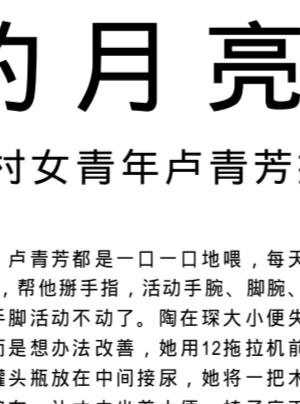 的月亮
村女青年卢青芳
卢青芳都是一口一口地喂，每天
，帮他掰手指，活动手腕、脚腕、
手脚活动不动了。陶在琛大小便失
而是想办法改善，她用12拖拉机前
罐头瓶放在中间接尿，她将一把木